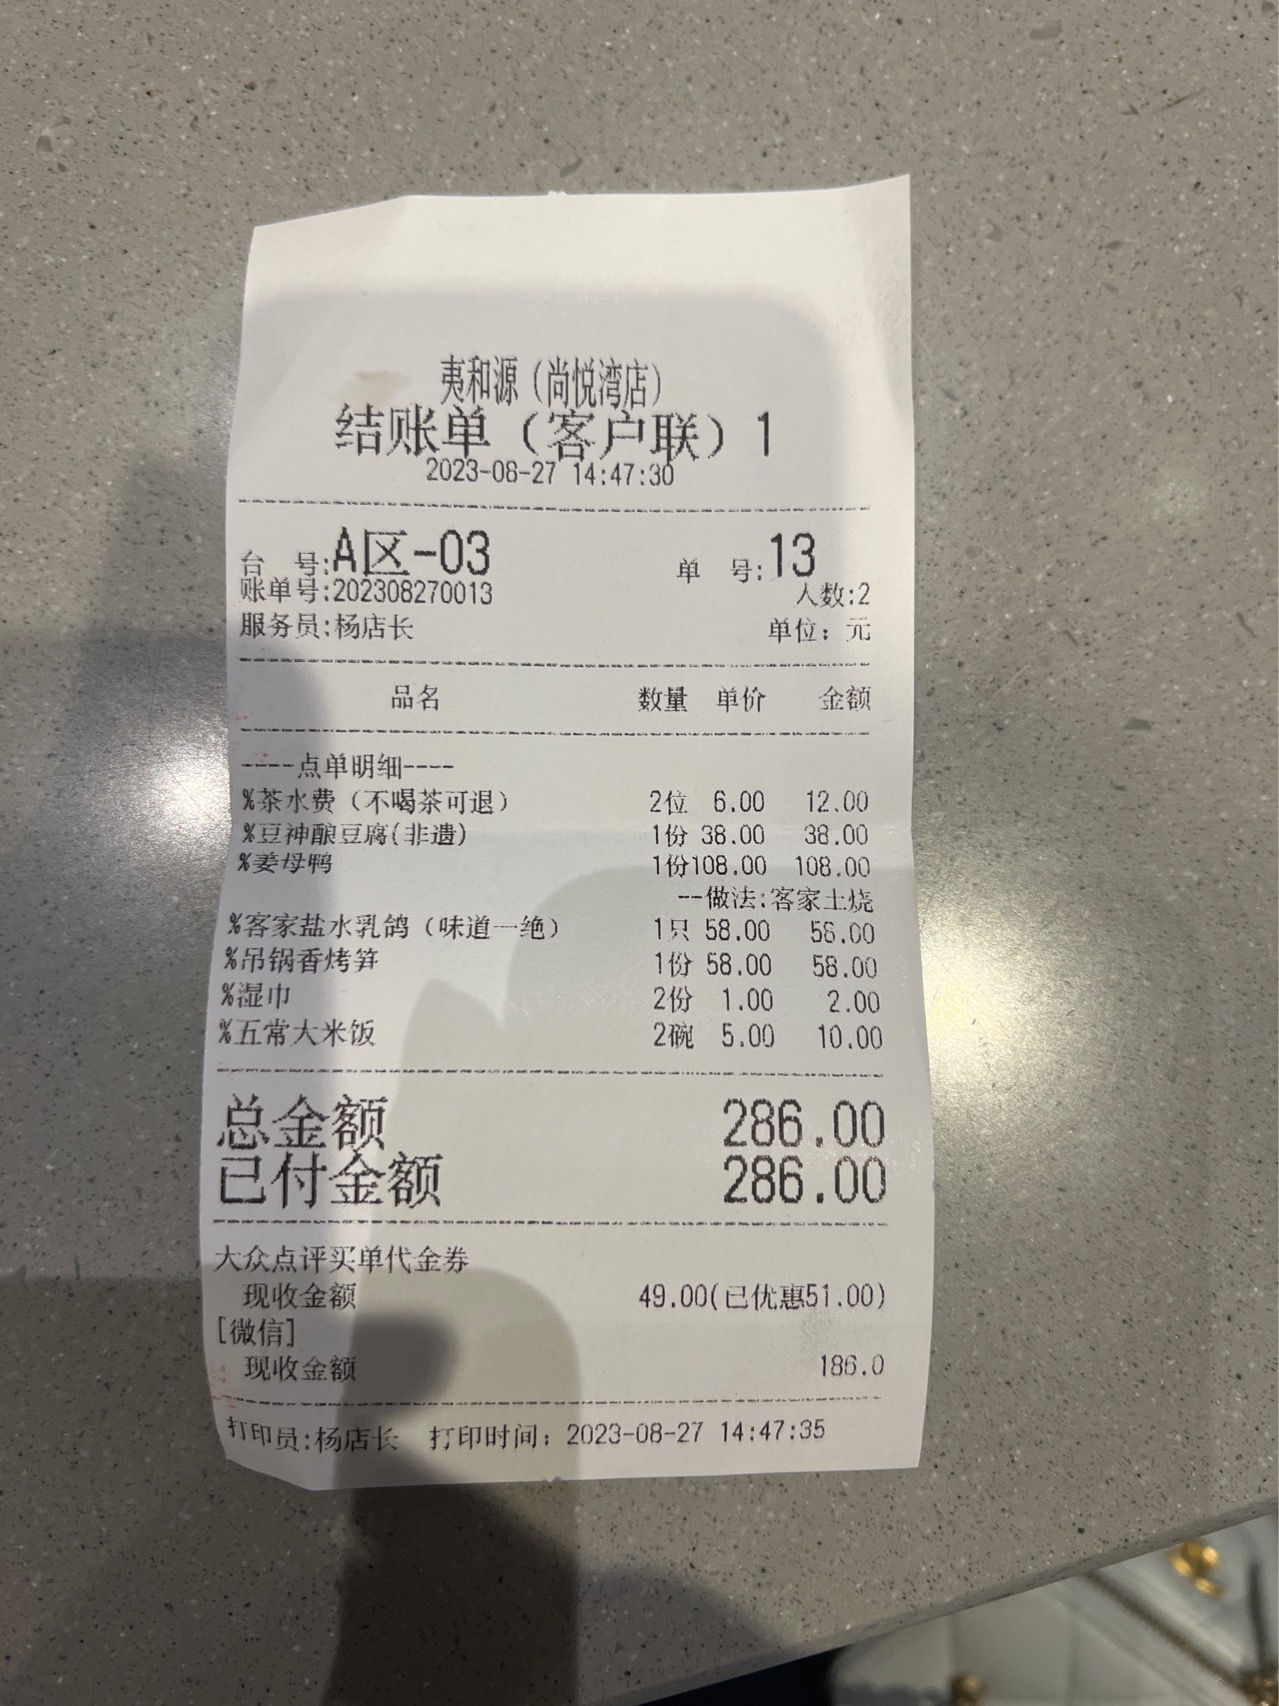 夷和源（尚悦湾店）
结账单（客户联）1
2023-08-27 14:47:30
台 号:A区-03 单 号:13
账单号:202308270013 人数:2
服务员:杨店长 单位：元
品名 数量 单价 金额
----点单明细----
%茶水费（不喝茶可退） 2位 6.00 12.00
%豆神酿豆腐(非遗) 1份 38.00 38.00
%姜母鸭 1份108.00 108.00
--做法:客家土烧
%客家盐水乳鸽（味道一绝） 1只 58.00 58.00
%吊锅香烤笋 1份 58.00 58.00
%湿巾 2份 1.00 2.00
%五常大米饭 2碗 5.00 10.00
总金额 286.00
已付金额 286.00
大众点评买单代金券
现收金额 49.00(已优惠51.00)
[微信]
现收金额 186.0
打印员:杨店长 打印时间：2023-08-27 14:47:35